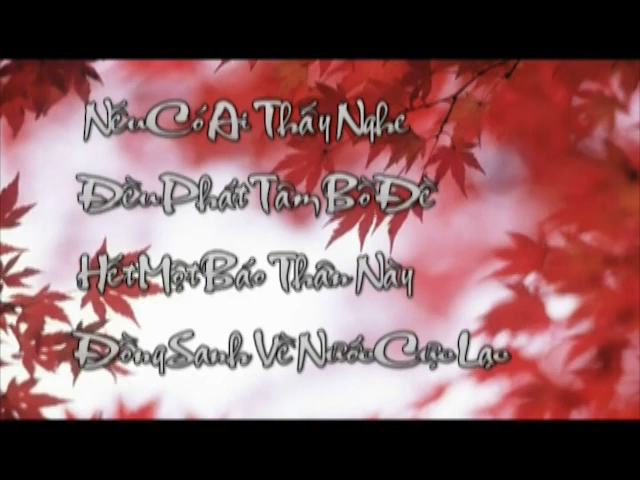 Nếu Có Ai Thấy Nghe
Đều Phát Tâm Bồ Đề
Hết Một Báo Thân Này
Đồng Sanh Về Nước Cực Lạc